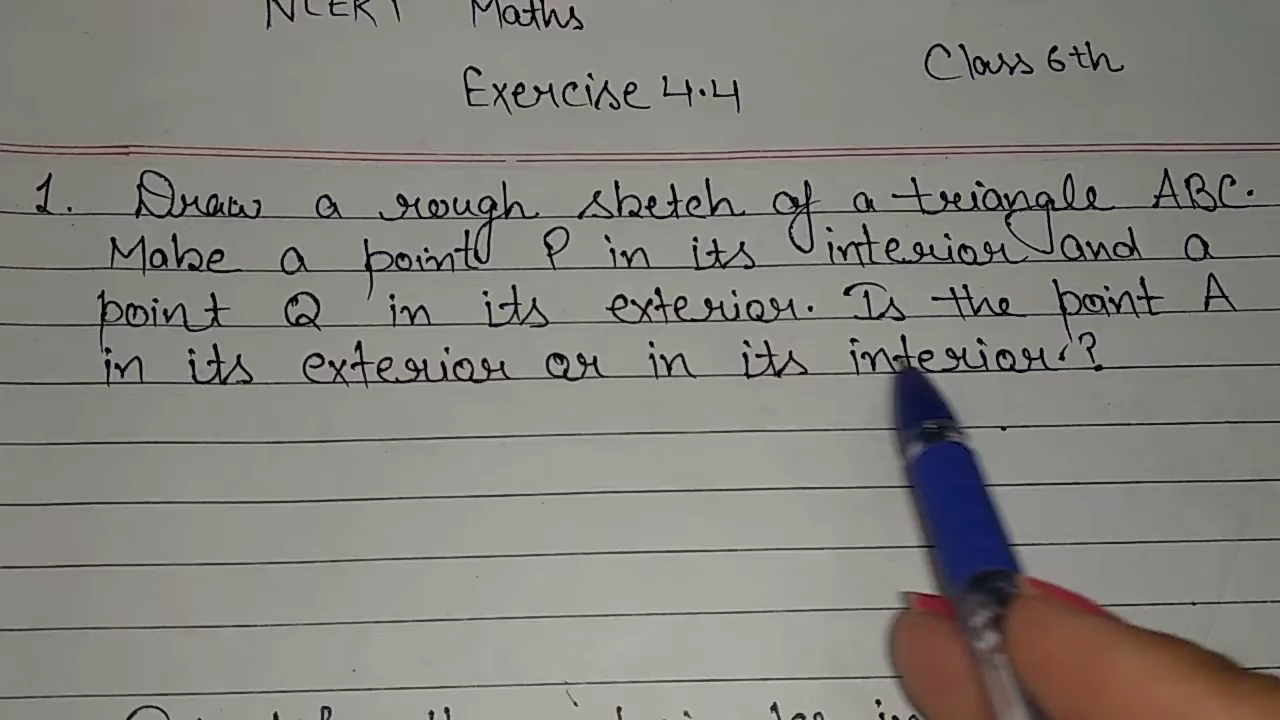 NCERT Maths
Class 6th
Exercise 4.4
1. Draw a rough sketch of a triangle ABC.
Make a point P in its interior and a
point Q in its exterior. Is the point A
in its exterior or in its interior?